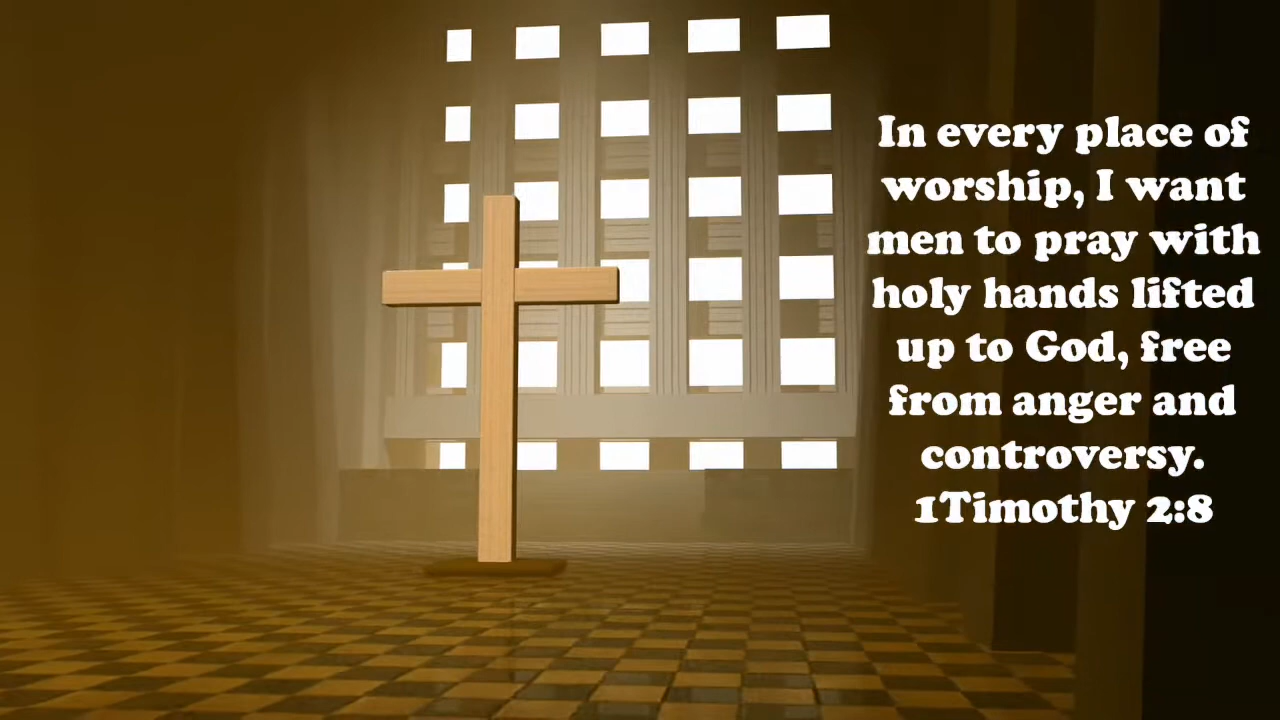 In every place of
worship, I want
men to pray with
holy hands lifted
up to God, free
from anger and
controversy.
1Timothy 2:8